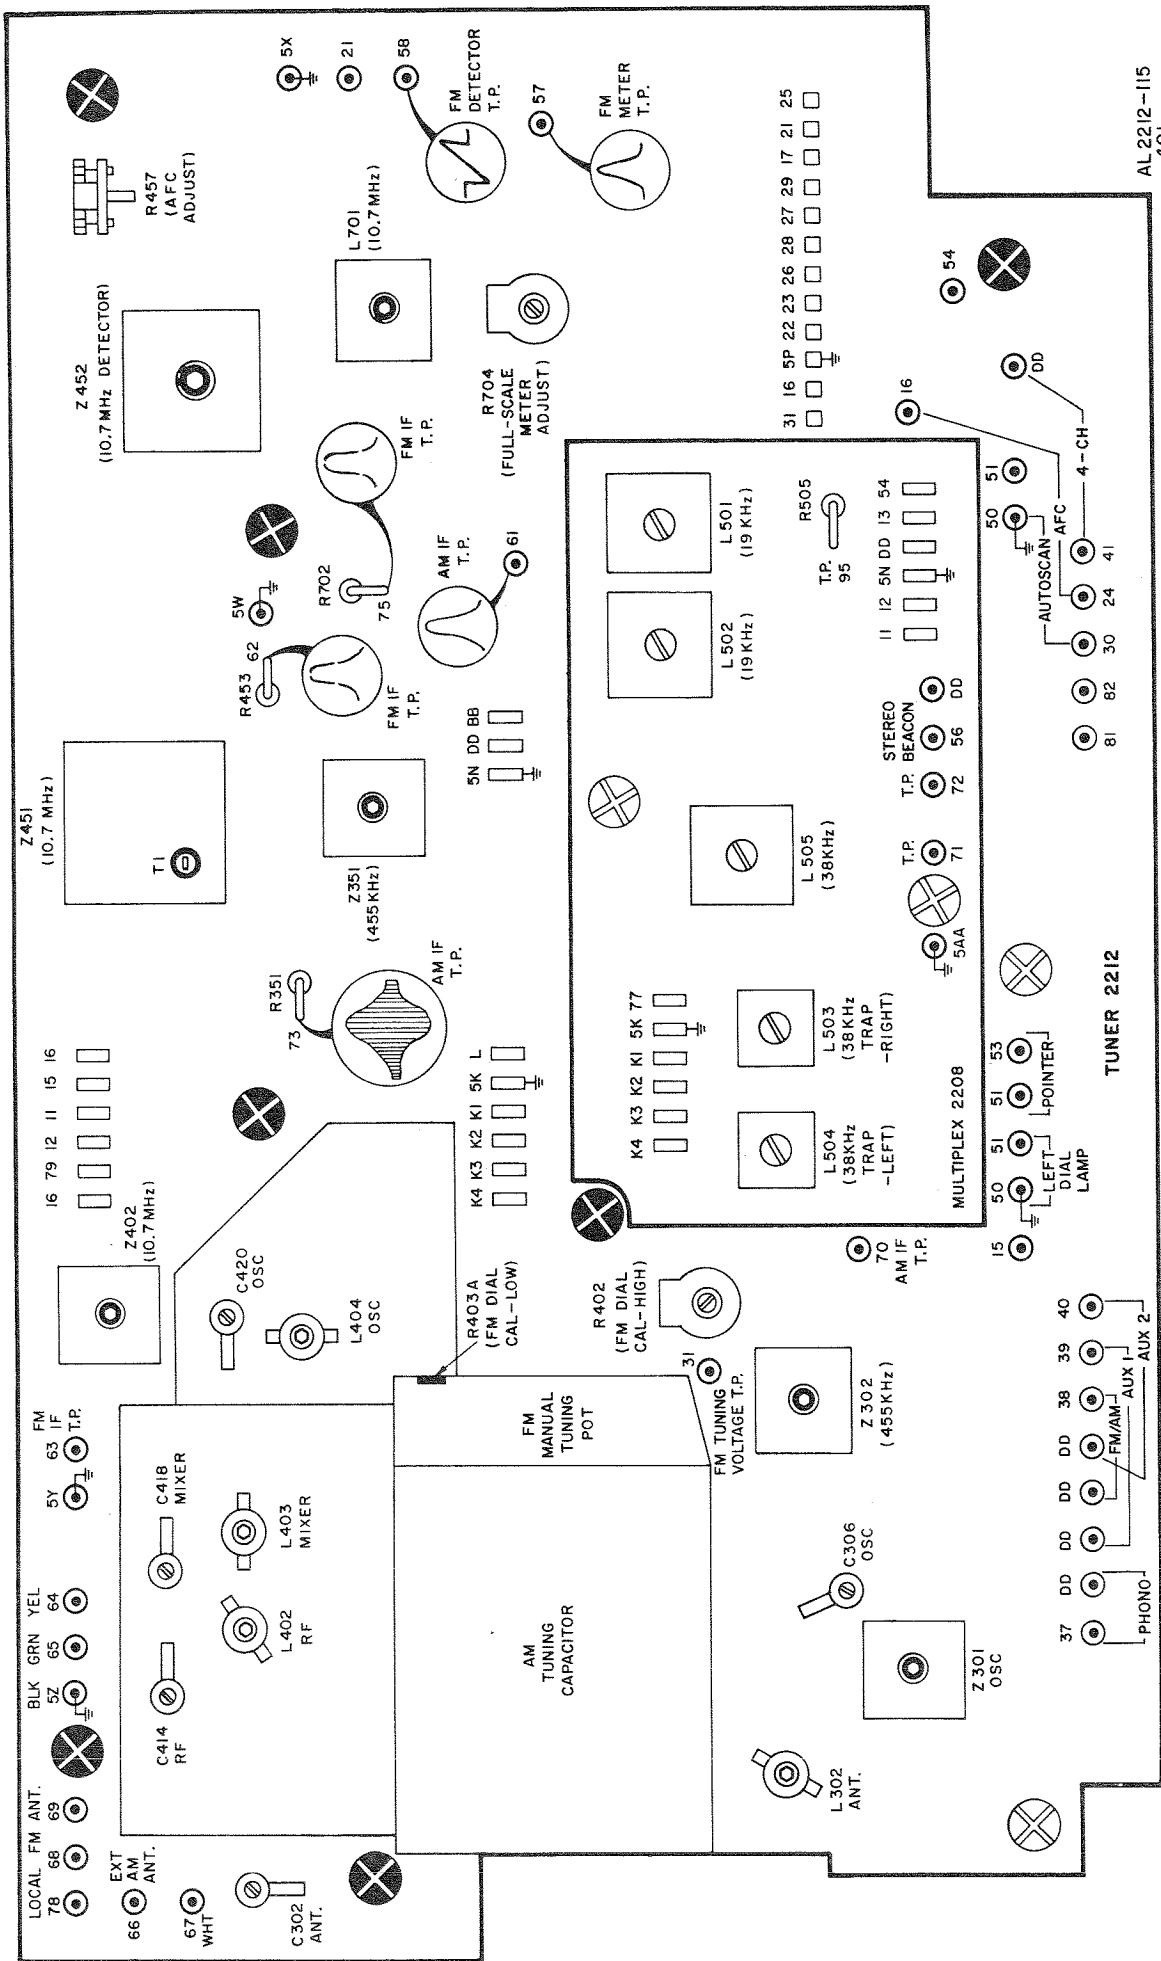 LOCAL FM ANT.
78 68 69
BLK GRN YEL
5Z 65 64
5Y 63
FM
IF
T.P.
EXT
AM
ANT.
66
67
WHT
C302
ANT.
C414
RF
C418
MIXER
L402
RF
L403
MIXER
Z402
(10.7 MHz)
C420
OSC
L404
OSC
R403A
(FM DIAL
CAL-LOW)
16 79 12 11 15 16
Z451
(10.7 MHz)
T1
Z452
(10.7 MHz DETECTOR)
R457
(AFC
ADJUST)
5X
21
58
FM
DETECTOR
T.P.
57
FM
METER
T.P.
L701
(10.7 MHz)
R704
(FULL-SCALE
METER
ADJUST)
5W
R702
75
FM IF
T.P.
R453
62
FM IF
T.P.
AM IF
T.P.
61
5N DD BB
Z351
(455KHz)
R351
73
AM IF
T.P.
K4 K3 K2 K1 5K L
AM
TUNING
CAPACITOR
FM
MANUAL
TUNING
POT
31
FM TUNING
VOLTAGE T.P.
R402
(FM DIAL
CAL-HIGH)
Z302
(455KHz)
C306
OSC
Z301
OSC
L302
ANT.
70
AM IF
T.P.
K4 K3 K2 K1 5K 77
L504
(38KHz
TRAP
-LEFT)
L503
(38KHz
TRAP
-RIGHT)
L505
(38KHz)
L502
(19KHz)
L501
(19KHz)
R505
T.P.
95
11 12 5N DD 13 54
MULTIPLEX 2208
5AA
T.P.
71
T.P.
72
STEREO
BEACON
56 DD
31 16 5P 22 23 26 28 27 29 17 21 25
16
54
DD
15
50 51
LEFT
DIAL
LAMP
51 53
POINTER
50 51
AUTOSCAN
AFC
4-CH
81 82 30 24 41
37 DD DD DD DD 38 39 40
PHONO
FM/AM
AUX 1
AUX 2
TUNER 2212
AL 2212-115